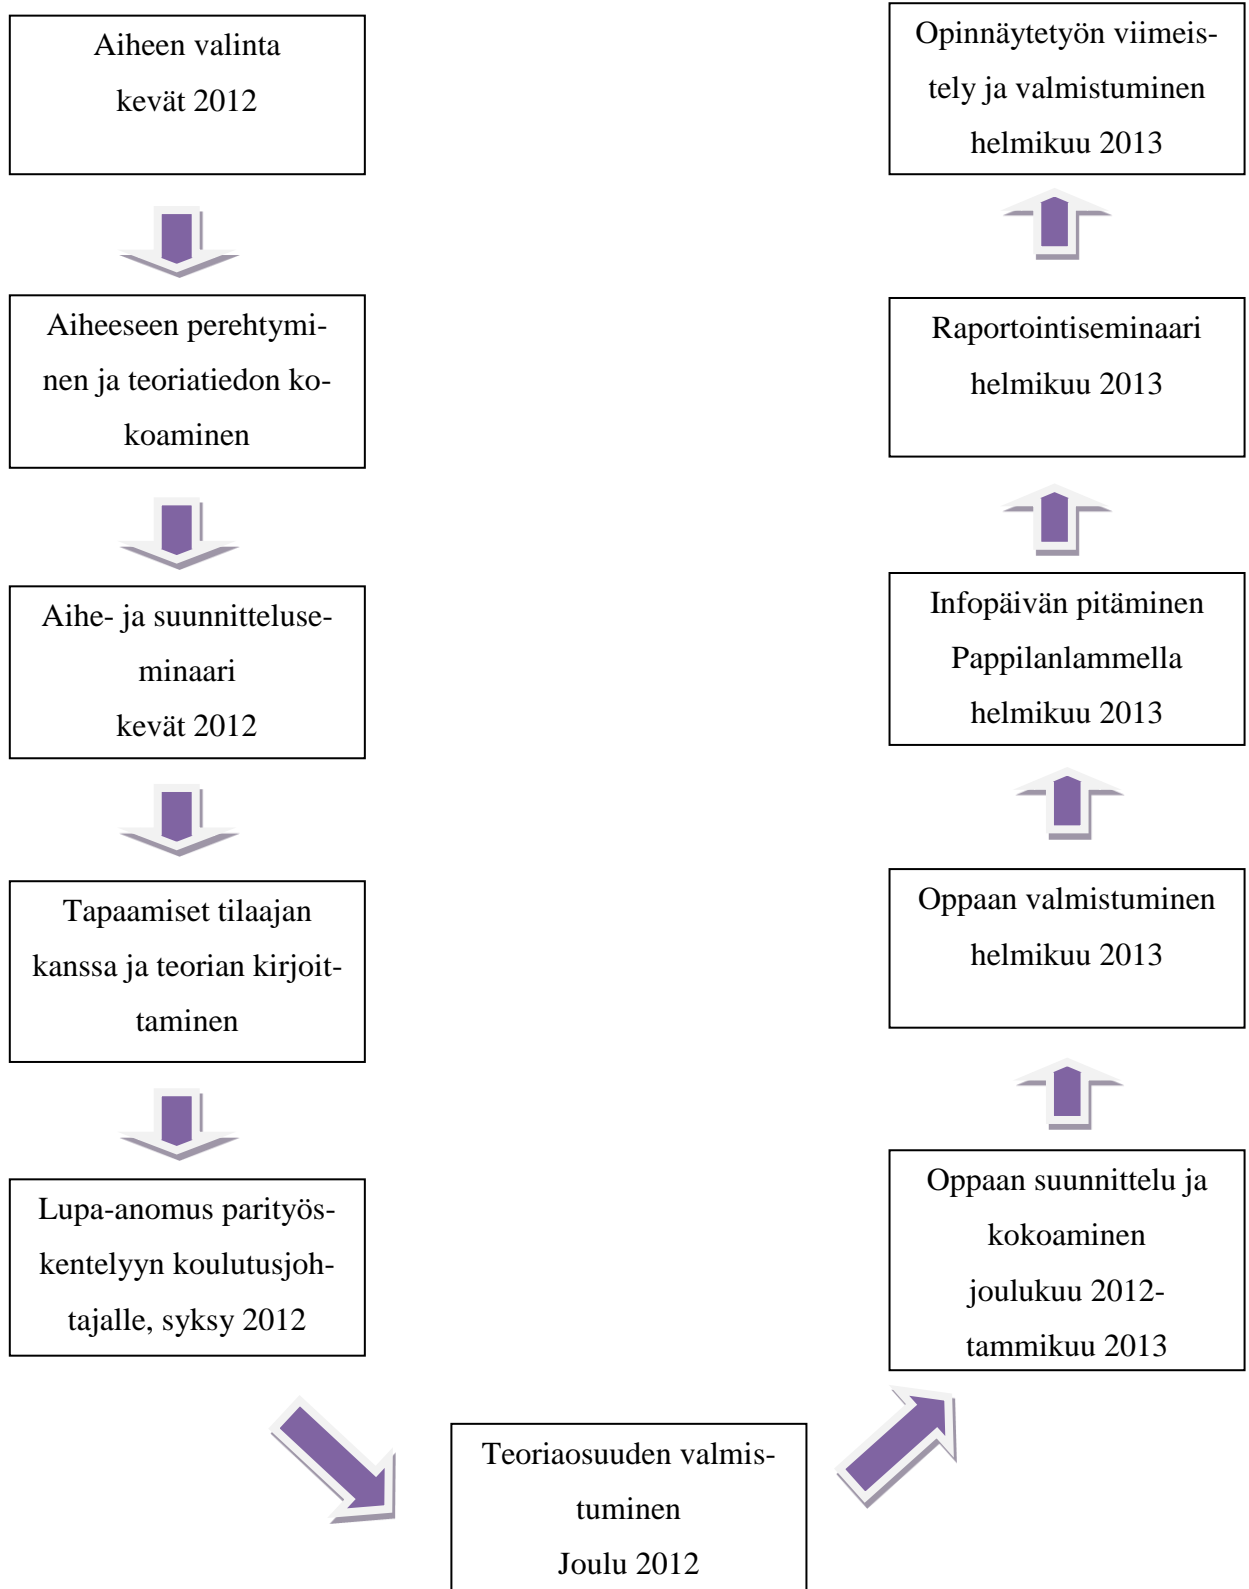 Aiheen valinta
kevät 2012
Aiheeseen perehtymi-
nen ja teoriatiedon ko-
koaminen
Aihe- ja suunnitteluse-
minaari
kevät 2012
Tapaamiset tilaajan
kanssa ja teorian kirjoit-
taminen
Lupa-anomus parityös-
kentelyyn koulutusjoh-
tajalle, syksy 2012
Teoriaosuuden valmis-
tuminen
Joulu 2012
Oppaan suunnittelu ja
kokoaminen
joulukuu 2012-
tammikuu 2013
Oppaan valmistuminen
helmikuu 2013
Infopäivän pitäminen
Pappilanlammella
helmikuu 2013
Raportointiseminaari
helmikuu 2013
Opinnäytetyön viimeis-
tely ja valmistuminen
helmikuu 2013